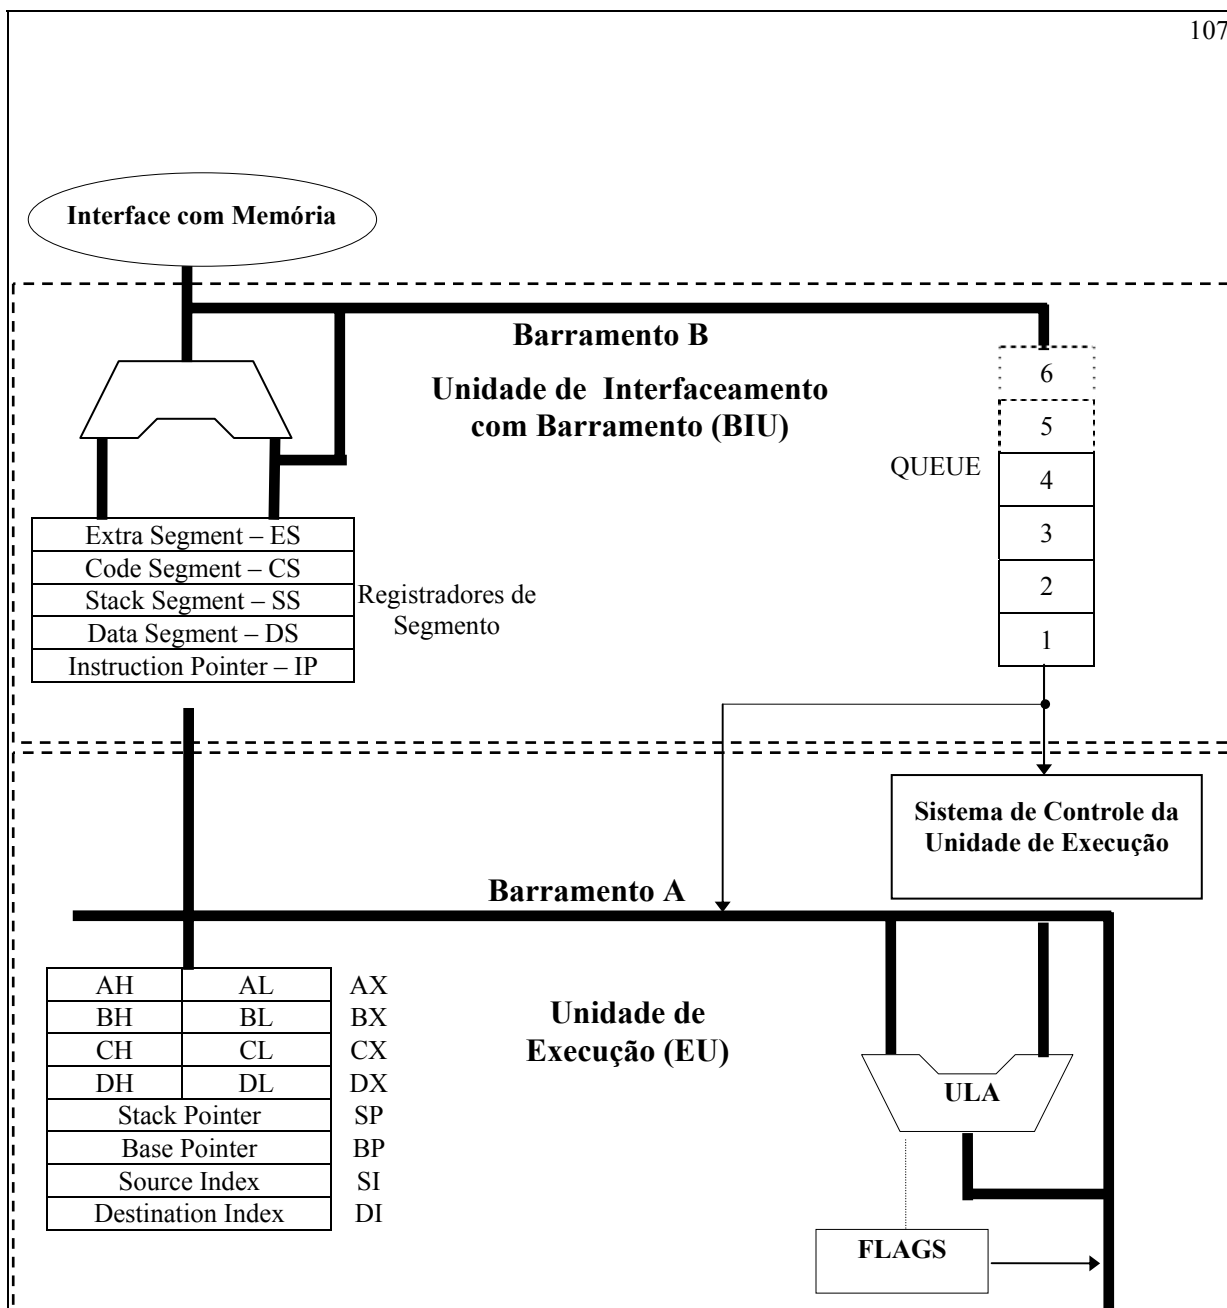 107
Interface com Memória
Barramento B
Unidade de Interfaceamento
com Barramento (BIU)
6
5
QUEUE
4
3
2
1
Extra Segment – ES
Code Segment – CS
Stack Segment – SS
Data Segment – DS
Instruction Pointer – IP
Registradores de
Segmento
Sistema de Controle da
Unidade de Execução
Barramento A
AH AL AX
BH BL BX
CH CL CX
DH DL DX
Stack Pointer SP
Base Pointer BP
Source Index SI
Destination Index DI
Unidade de
Execução (EU)
ULA
FLAGS